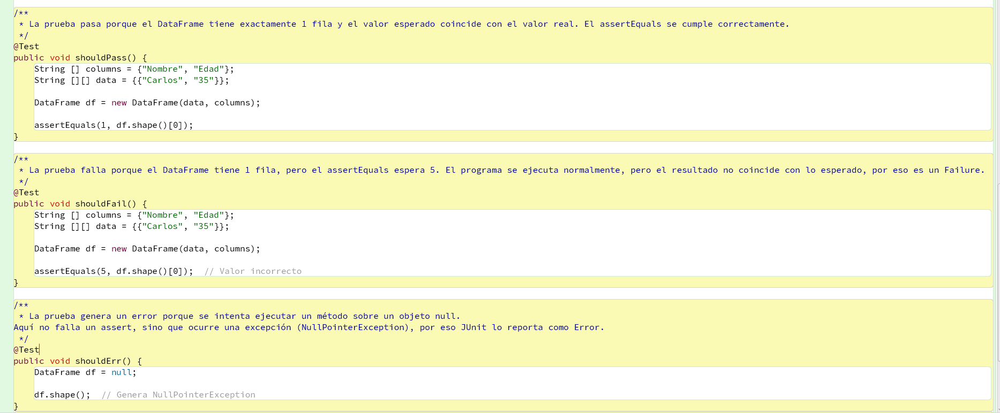 /**
 * La prueba pasa porque el DataFrame tiene exactamente 1 fila y el valor esperado coincide con el valor real. El assertEquals se cumple correctamente.
 */
@Test
public void shouldPass() {
    String [] columns = {"Nombre", "Edad"};
    String [][] data = {{"Carlos", "35"}};

    DataFrame df = new DataFrame(data, columns);

    assertEquals(1, df.shape()[0]);
}

/**
 * La prueba falla porque el DataFrame tiene 1 fila, pero el assertEquals espera 5. El programa se ejecuta normalmente, pero el resultado no coincide con lo esperado, por eso es un Failure.
 */
@Test
public void shouldFail() {
    String [] columns = {"Nombre", "Edad"};
    String [][] data = {{"Carlos", "35"}};

    DataFrame df = new DataFrame(data, columns);

    assertEquals(5, df.shape()[0]);  // Valor incorrecto
}

/**
 * La prueba genera un error porque se intenta ejecutar un método sobre un objeto null.
Aquí no falla un assert, sino que ocurre una excepción (NullPointerException), por eso JUnit lo reporta como Error.
 */
@Test
public void shouldErr() {
    DataFrame df = null;

    df.shape();  // Genera NullPointerException
}